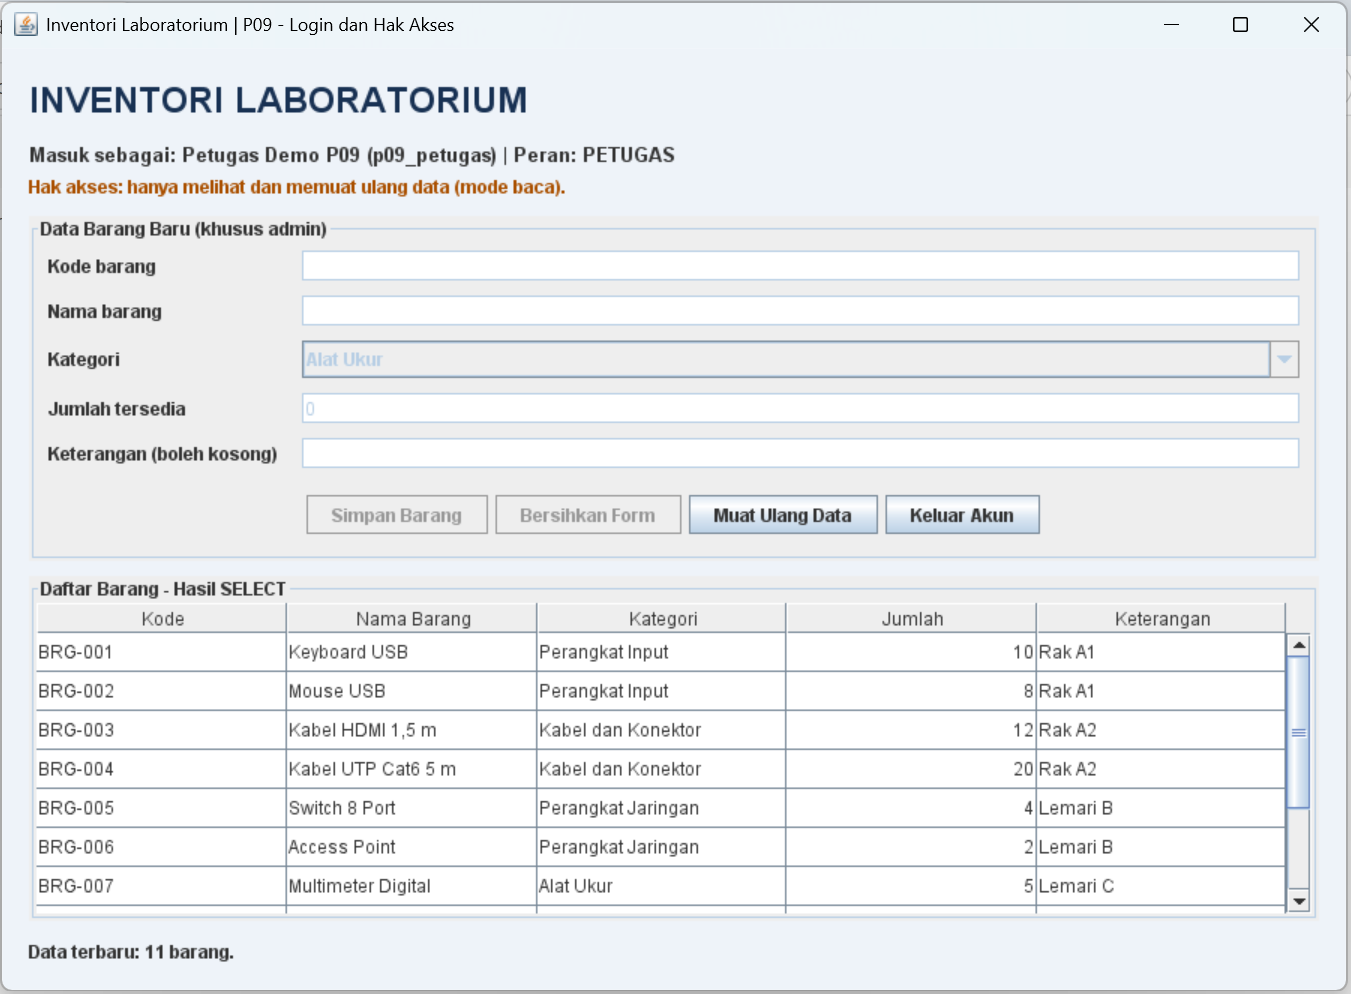 Inventori Laboratorium | P09 - Login dan Hak Akses
INVENTORI LABORATORIUM
Masuk sebagai: Petugas Demo P09 (p09_petugas) | Peran: PETUGAS
Hak akses: hanya melihat dan memuat ulang data (mode baca).
Data Barang Baru (khusus admin)
Kode barang
Nama barang
Kategori Alat Ukur
Jumlah tersedia 0
Keterangan (boleh kosong)
Simpan Barang Bersihkan Form Muat Ulang Data Keluar Akun
Daftar Barang - Hasil SELECT
Kode Nama Barang Kategori Jumlah Keterangan
BRG-001 Keyboard USB Perangkat Input 10 Rak A1
BRG-002 Mouse USB Perangkat Input 8 Rak A1
BRG-003 Kabel HDMI 1,5 m Kabel dan Konektor 12 Rak A2
BRG-004 Kabel UTP Cat6 5 m Kabel dan Konektor 20 Rak A2
BRG-005 Switch 8 Port Perangkat Jaringan 4 Lemari B
BRG-006 Access Point Perangkat Jaringan 2 Lemari B
BRG-007 Multimeter Digital Alat Ukur 5 Lemari C
Data terbaru: 11 barang.